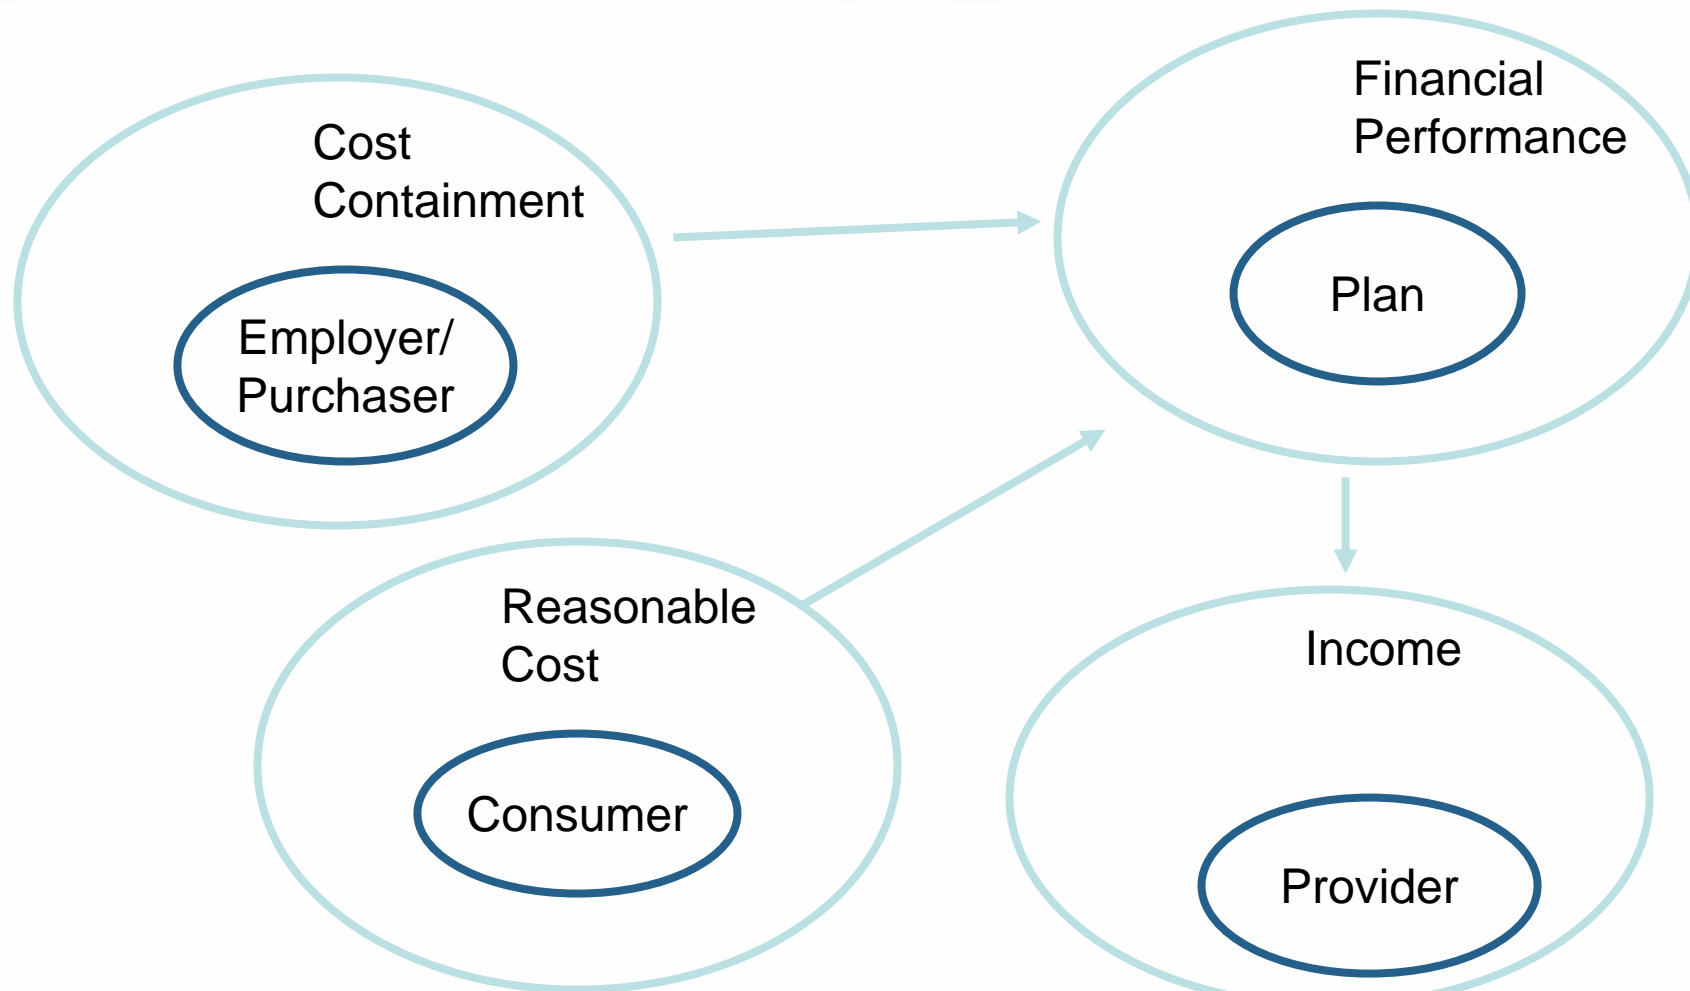 Cost
Containment
Employer/
Purchaser
Financial
Performance
Plan
Reasonable
Cost
Consumer
Income
Provider